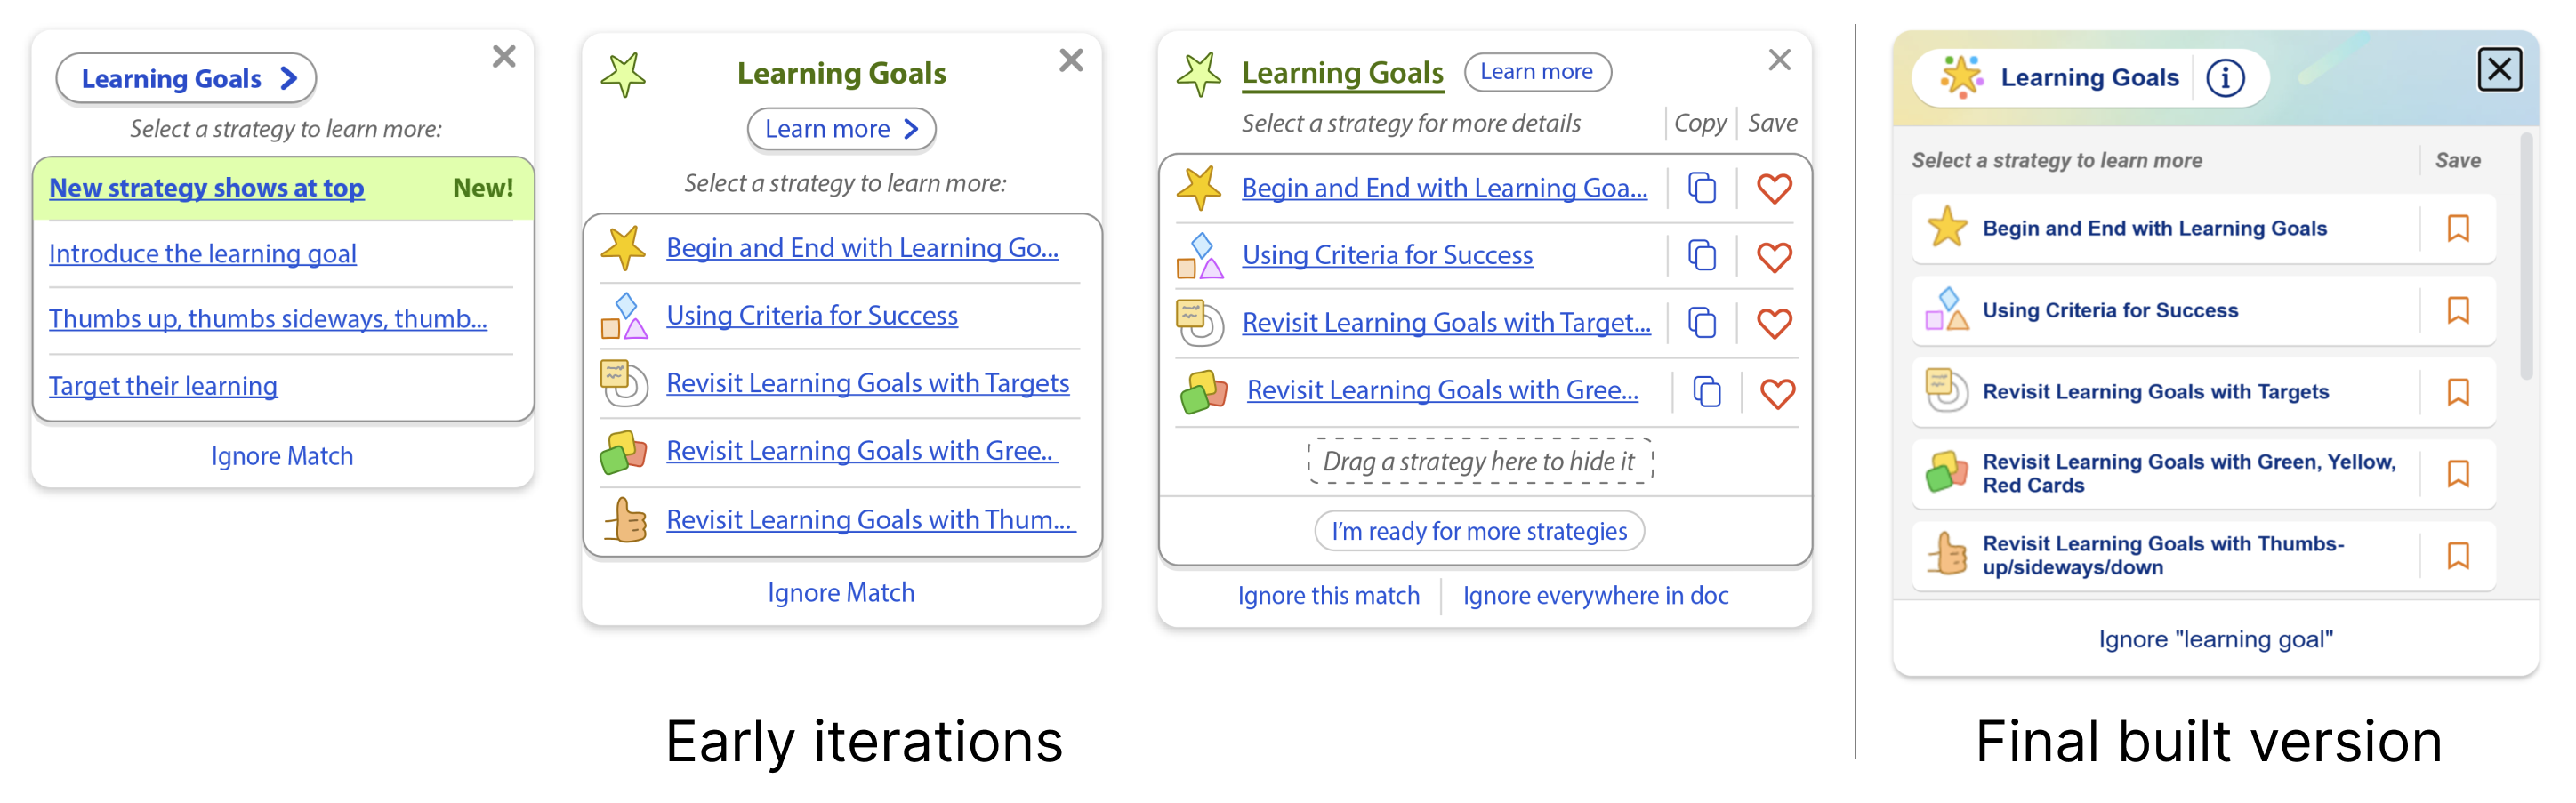 Learning Goals
Select a strategy to learn more:
New strategy shows at top New!
Introduce the learning goal
Thumbs up, thumbs sideways, thumb...
Target their learning
Ignore Match
Learning Goals
Learn more
Select a strategy to learn more:
Begin and End with Learning Go...
Using Criteria for Success
Revisit Learning Goals with Targets
Revisit Learning Goals with Gree..
Revisit Learning Goals with Thum...
Ignore Match
Learning Goals Learn more
Select a strategy for more details Copy Save
Begin and End with Learning Goa...
Using Criteria for Success
Revisit Learning Goals with Target...
Revisit Learning Goals with Gree...
Drag a strategy here to hide it
I'm ready for more strategies
Ignore this match Ignore everywhere in doc
Early iterations
Learning Goals
Select a strategy to learn more Save
Begin and End with Learning Goals
Using Criteria for Success
Revisit Learning Goals with Targets
Revisit Learning Goals with Green, Yellow,
Red Cards
Revisit Learning Goals with Thumbs-
up/sideways/down
Ignore "learning goal"
Final built version